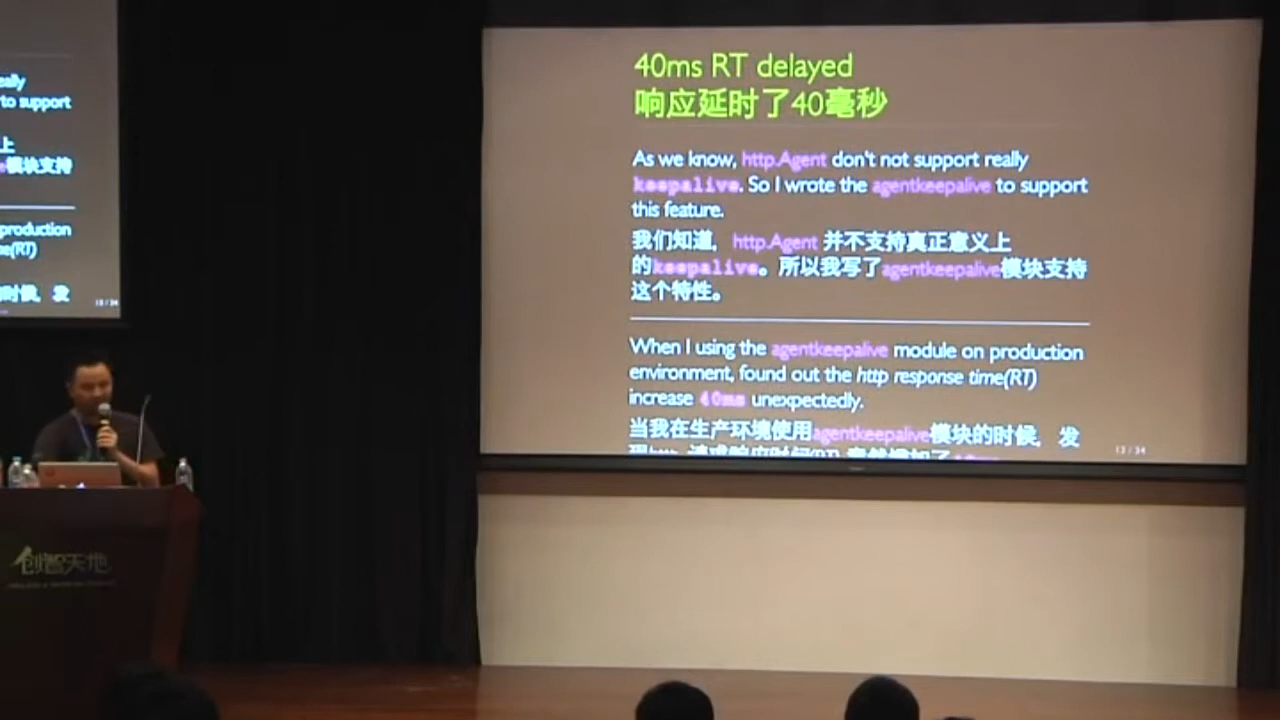 40ms RT delayed
响应延时了40毫秒
As we know, http.Agent don't not support really
keepalive. So I wrote the agentkeepalive to support
this feature.
我们知道, http.Agent 并不支持真正意义上
的keepalive。所以我写了agentkeepalive模块支持
这个特性。
When I using the agentkeepalive module on production
environment, found out the http response time(RT)
increase 40ms unexpectedly.
当我在生产环境使用agentkeepalive模块的时候, 发
13 / 34
eally
to support
上
模块支持
production
me(RT)
的时候, 发
13 / 34
创智天地